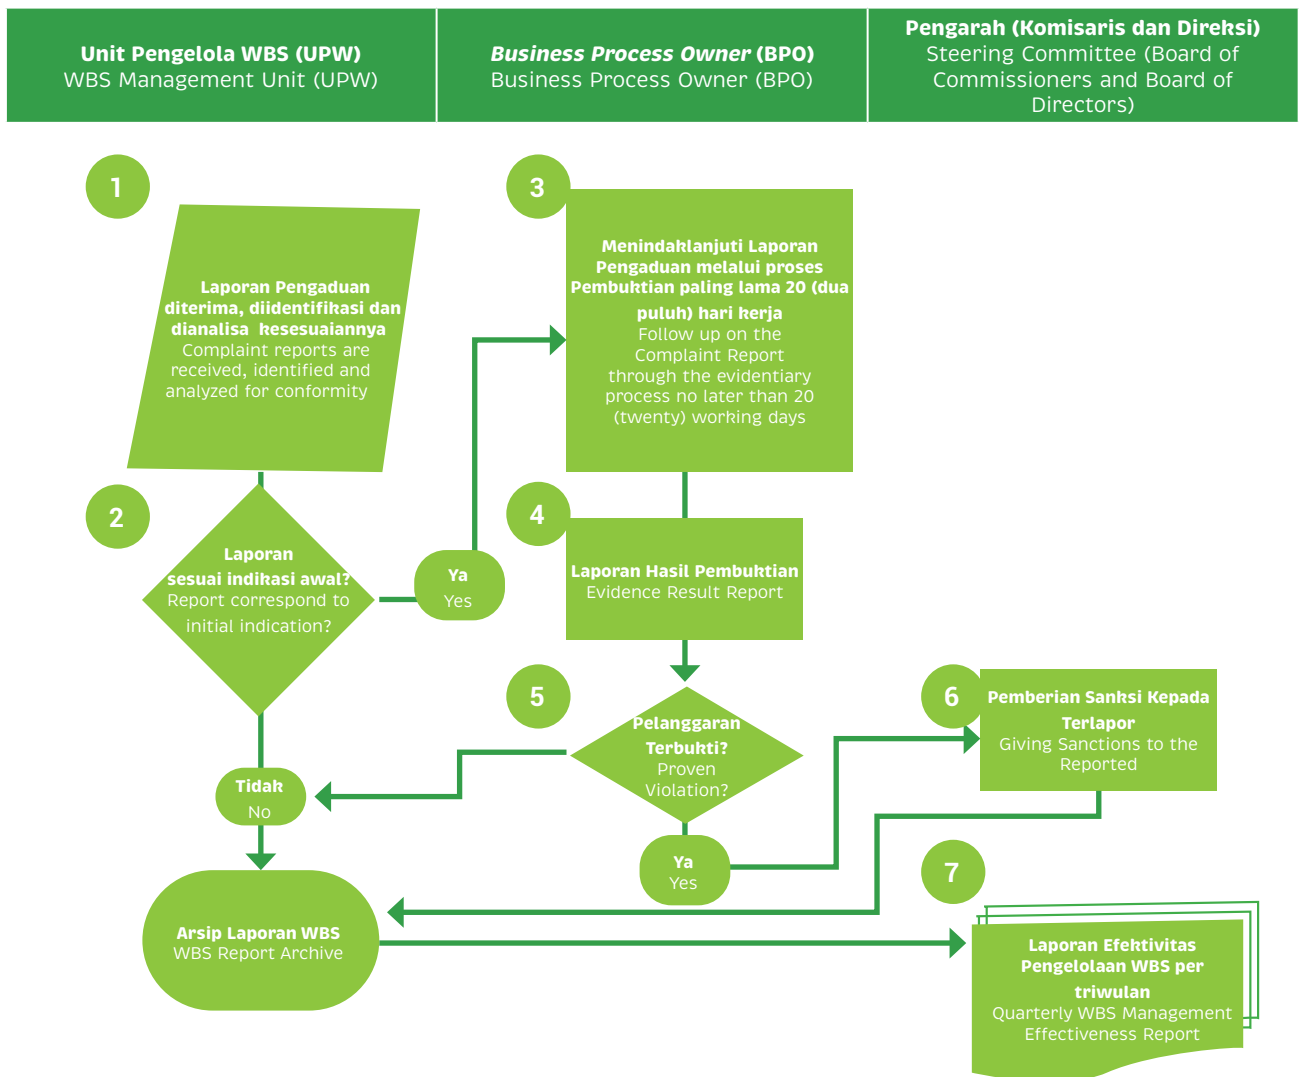 Unit Pengelola WBS (UPW)
WBS Management Unit (UPW)
Business Process Owner (BPO)
Business Process Owner (BPO)
Pengarah (Komisaris dan Direksi)
Steering Committee (Board of
Commissioners and Board of
Directors)
1
Laporan Pengaduan
diterima, diidentifikasi dan
dianalisa kesesuaiannya
Complaint reports are
received, identified and
analyzed for conformity
2
Laporan
sesuai indikasi awal?
Report correspond to
initial indication?
Ya
Yes
Tidak
No
Arsip Laporan WBS
WBS Report Archive
3
Menindaklanjuti Laporan
Pengaduan melalui proses
Pembuktian paling lama 20 (dua
puluh) hari kerja
Follow up on the
Complaint Report
through the evidentiary
process no later than 20
(twenty) working days
4
Laporan Hasil Pembuktian
Evidence Result Report
5
Pelanggaran
Terbukti?
Proven
Violation?
Ya
Yes
6
Pemberian Sanksi Kepada
Terlapor
Giving Sanctions to the
Reported
7
Laporan Efektivitas
Pengelolaan WBS per
triwulan
Quarterly WBS Management
Effectiveness Report